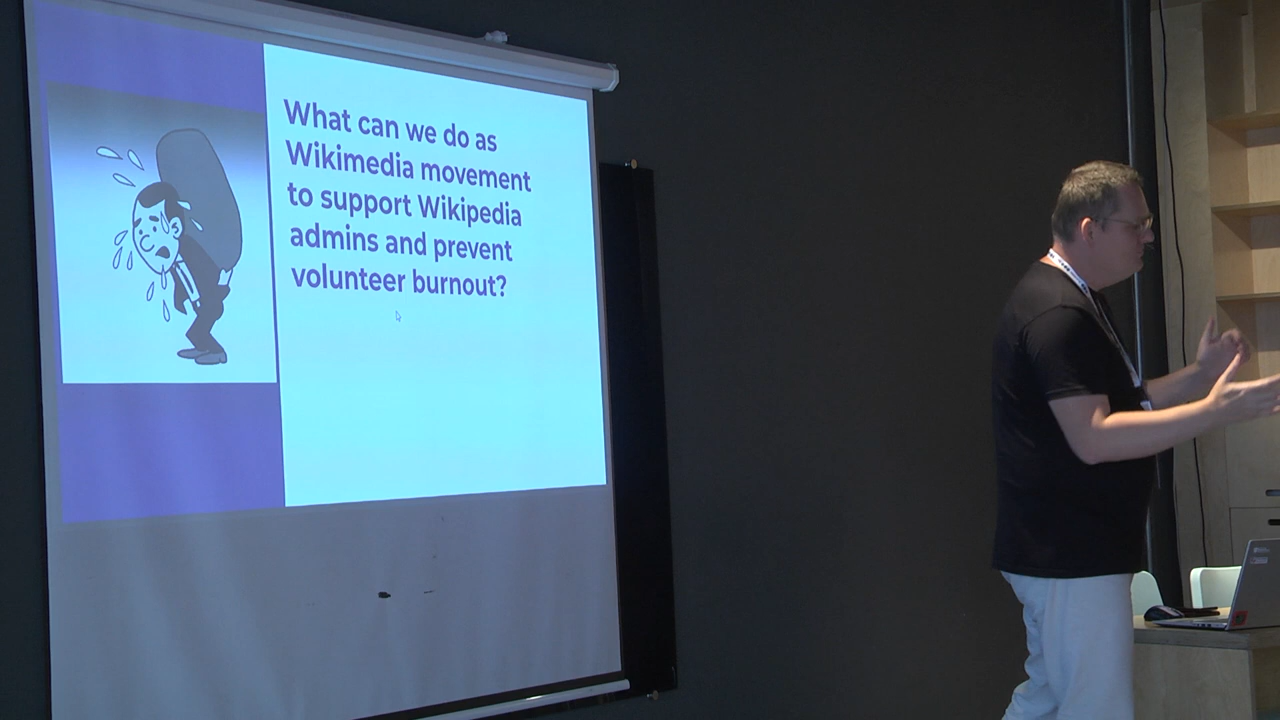 What can we do as
Wikimedia movement
to support Wikipedia
admins and prevent
volunteer burnout?